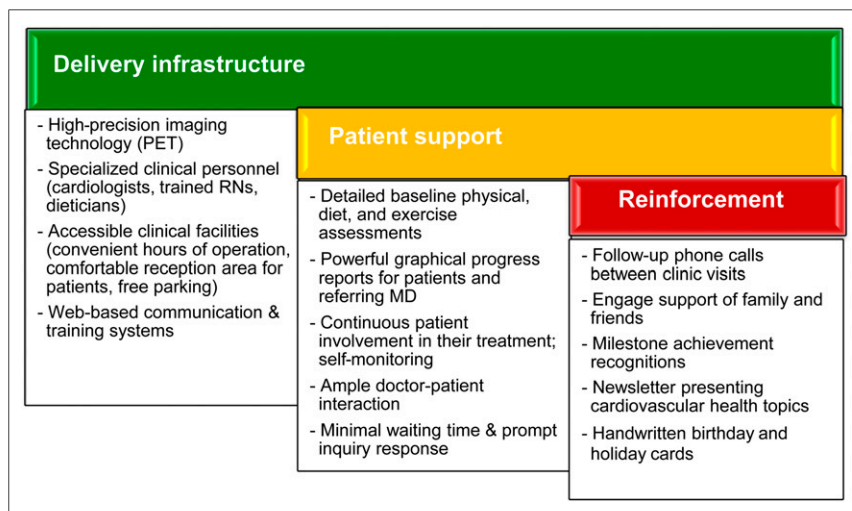 Delivery infrastructure
- High-precision imaging
technology (PET)
- Specialized clinical personnel
(cardiologists, trained RNs,
dieticians)
- Accessible clinical facilities
(convenient hours of operation,
comfortable reception area for
patients, free parking)
- Web-based communication &
training systems
Patient support
- Detailed baseline physical,
diet, and exercise
assessments
- Powerful graphical progress
reports for patients and
referring MD
- Continuous patient
involvement in their treatment;
self-monitoring
- Ample doctor-patient
interaction
- Minimal waiting time & prompt
inquiry response
Reinforcement
- Follow-up phone calls
between clinic visits
- Engage support of family and
friends
- Milestone achievement
recognitions
- Newsletter presenting
cardiovascular health topics
- Handwritten birthday and
holiday cards